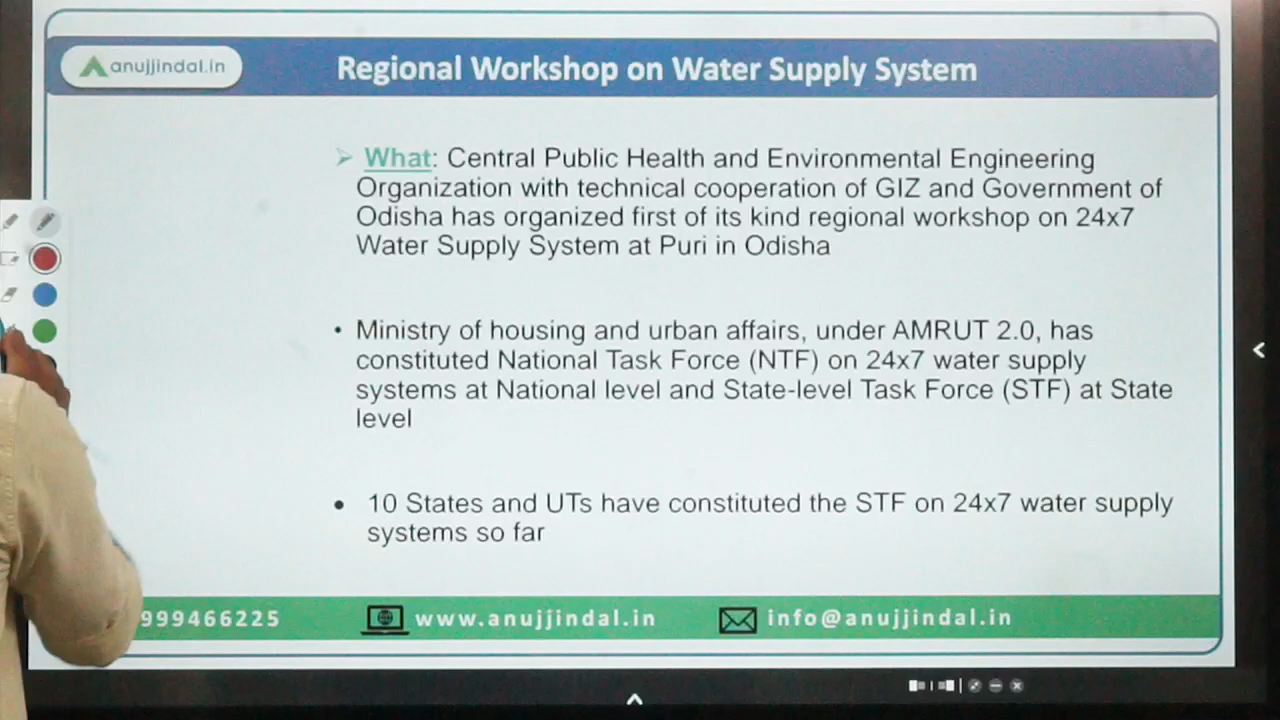 anujjindal.in
Regional Workshop on Water Supply System
➢ What: Central Public Health and Environmental Engineering
Organization with technical cooperation of GIZ and Government of
Odisha has organized first of its kind regional workshop on 24x7
Water Supply System at Puri in Odisha
• Ministry of housing and urban affairs, under AMRUT 2.0, has
constituted National Task Force (NTF) on 24x7 water supply
systems at National level and State-level Task Force (STF) at State
level
• 10 States and UTs have constituted the STF on 24x7 water supply
systems so far
999466225 www.anujjindal.in info@anujjindal.in